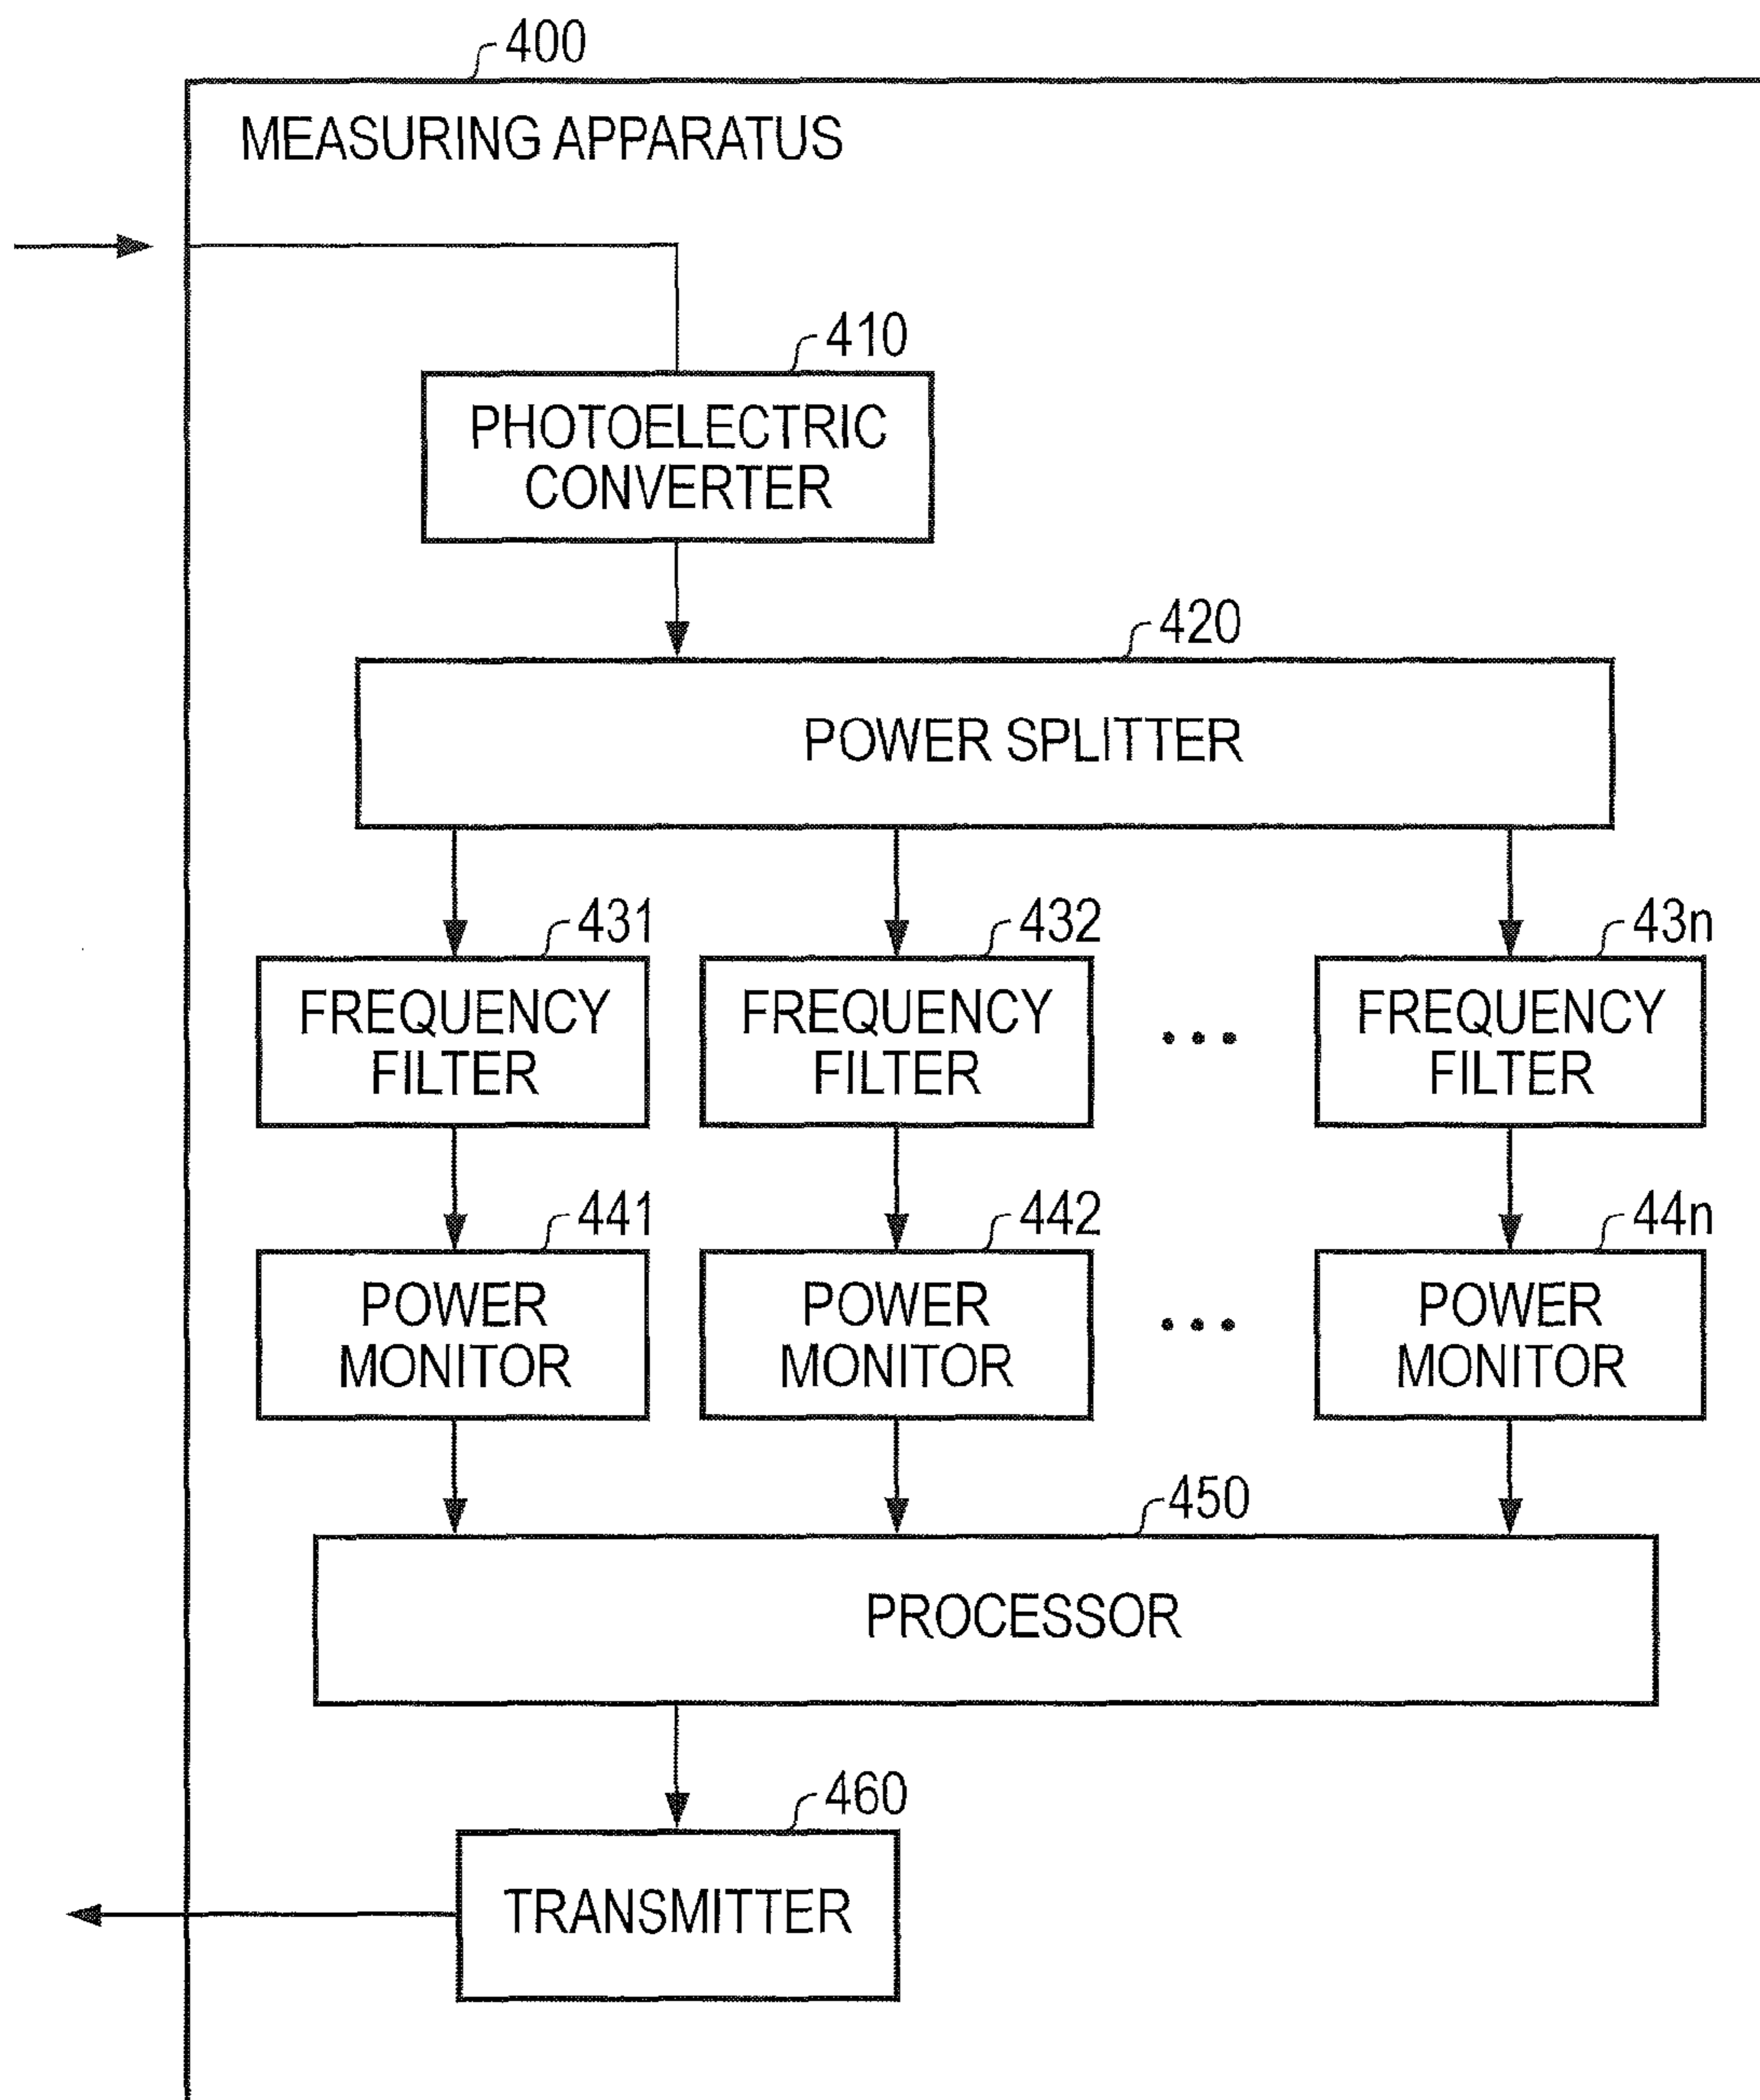 400
MEASURING APPARATUS
410
PHOTOELECTRIC
CONVERTER
420
POWER SPLITTER
431
432
43n
FREQUENCY
FILTER
FREQUENCY
FILTER
...
FREQUENCY
FILTER
441
442
44n
POWER
MONITOR
POWER
MONITOR
...
POWER
MONITOR
450
PROCESSOR
460
TRANSMITTER